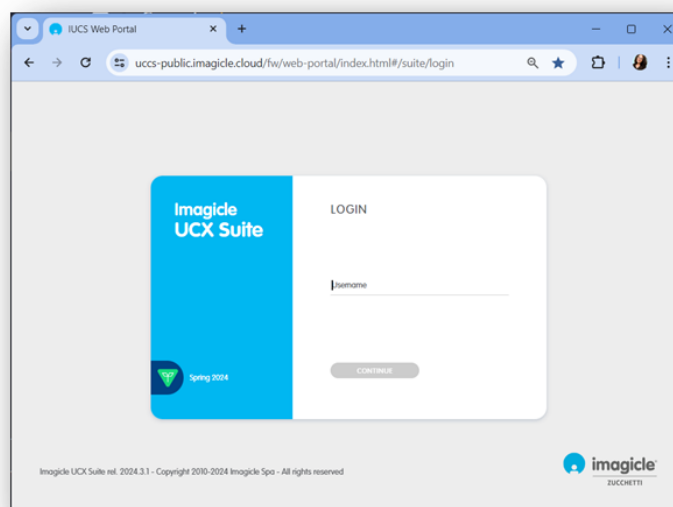 IUCS Web Portal
uccs-public.imagicle.cloud/fw/web-portal/index.html#/suite/login
Imagicle
UCX Suite
LOGIN
Username
CONTINUE
Spring 2024
Imagicle UCX Suite rel. 2024.3.1 - Copyright 2010-2024 Imagicle Spa - All rights reserved
imagicle
ZUCCHETTI